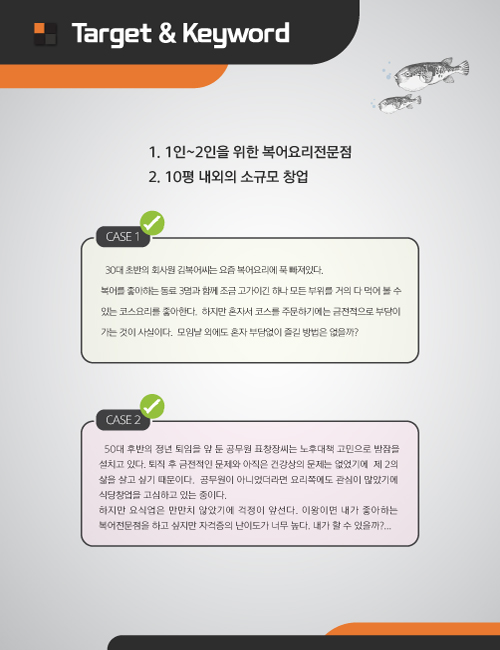 Target & Keyword
1. 1인~2인을 위한 복어요리전문점
2. 10평 내외의 소규모 창업
CASE 1
30대 초반의 회사원 김복어씨는 요즘 복어요리에 푹 빠져있다.
복어를 좋아하는 동료 3명과 함께 조금 고가이긴 하나 모든 부위를 거의 다 먹어 볼 수
있는 코스요리를 좋아한다. 하지만 혼자서 코스를 주문하기에는 금전적으로 부담이
가는 것이 사실이다. 모임날 외에도 혼자 부담없이 즐길 방법은 없을까?
CASE 2
50대 후반의 정년 퇴임을 앞 둔 공무원 표창장씨는 노후대책 고민으로 밤잠을
설치고 있다. 퇴직 후 금전적인 문제와 아직은 건강상의 문제는 없었기에 제 2의
삶을 살고 싶기 때문이다. 공무원이 아니었더라면 요리쪽에도 관심이 많았기에
식당창업을 고심하고 있는 중이다.
하지만 요식업은 만만치 않았기에 걱정이 앞선다. 이왕이면 내가 좋아하는
복어전문점을 하고 싶지만 자격증의 난이도가 너무 높다. 내가 할 수 있을까?...